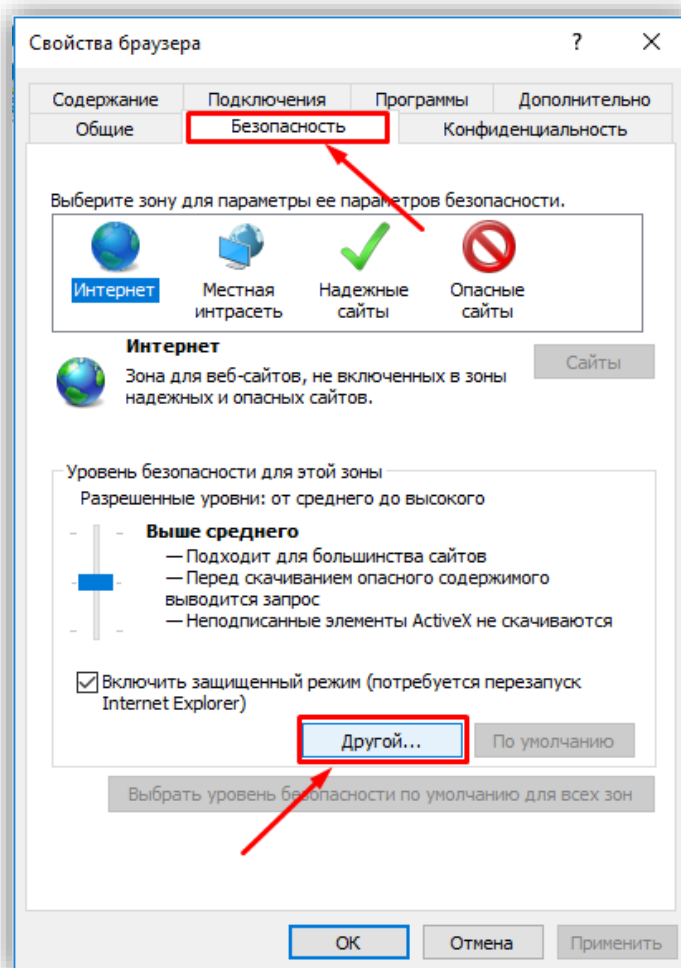 Свойства браузера
Содержание Подключения Программы Дополнительно
Общие Безопасность Конфиденциальность
Выберите зону для параметры ее параметров безопасности.
Интернет Местная интрасеть Надежные сайты Опасные сайты
Интернет
Сайты
Зона для веб-сайтов, не включенных в зоны
надежных и опасных сайтов.
Уровень безопасности для этой зоны
Разрешенные уровни: от среднего до высокого
Выше среднего
— Подходит для большинства сайтов
— Перед скачиванием опасного содержимого
выводится запрос
— Неподписанные элементы ActiveX не скачиваются
Включить защищенный режим (потребуется перезапуск
Internet Explorer)
Другой... По умолчанию
Выбрать уровень безопасности по умолчанию для всех зон
ОК Отмена Применить